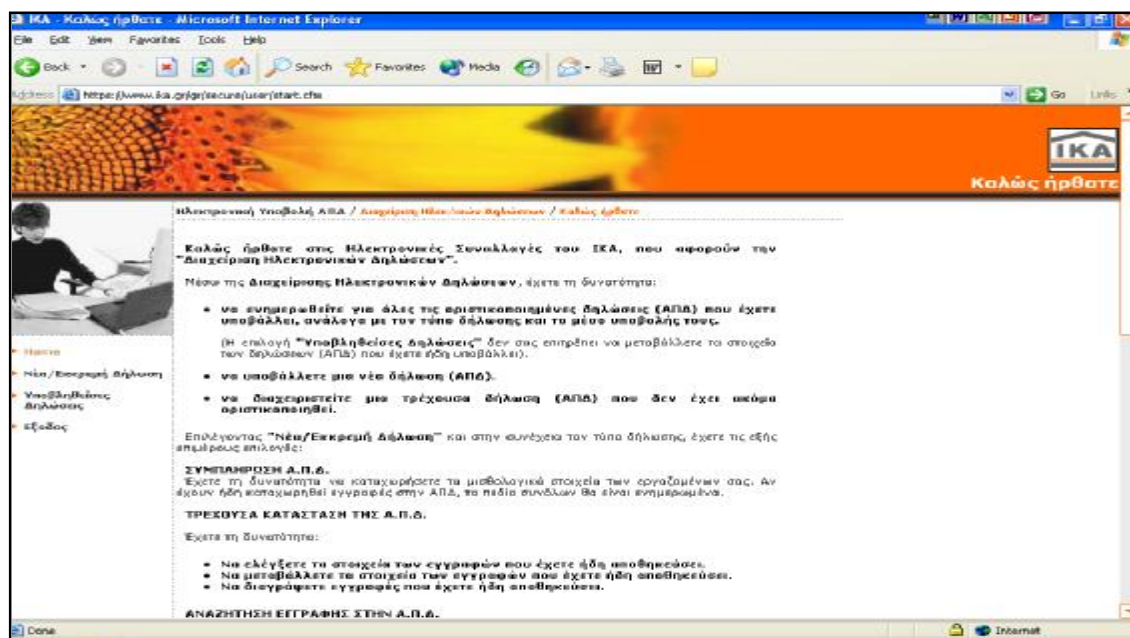 ΙΚΑ - Καλώς ήρθατε - Microsoft Internet Explorer
File Edit View Favorites Tools Help
Back Search Favorites Media
Address https://www.ika.gr/gr/secure/user/start.cfm Go Links
ΙΚΑ
Καλώς ήρθατε
Ηλεκτρονική Υποβολή ΑΠΔ / Διαχείριση Ηλεκ/κών Δηλώσεων / Καλώς ήρθατε
Καλώς ήρθατε στις Ηλεκτρονικές Συναλλαγές του ΙΚΑ, που αφορούν την
"Διαχείριση Ηλεκτρονικών Δηλώσεων".
Μέσω της Διαχείρισης Ηλεκτρονικών Δηλώσεων, έχετε τη δυνατότητα:
• να ενημερωθείτε για όλες τις οριστικοποιημένες δηλώσεις (ΑΠΔ) που έχετε
υποβάλλει, ανάλογα με τον τύπο δήλωσης και το μέσο υποβολής τους.
(Η επιλογή "Υποβληθείσες Δηλώσεις" δεν σας επιτρέπει να μεταβάλλετε τα στοιχεία
των δηλώσεων (ΑΠΔ) που έχετε ήδη υποβάλλει).
• να υποβάλλετε μια νέα δήλωση (ΑΠΔ).
• να διαχειριστείτε μια τρέχουσα δήλωση (ΑΠΔ) που δεν έχει ακόμα
οριστικοποιηθεί.
Επιλέγοντας "Νέα/Εκκρεμή Δήλωση" και στην συνέχεια τον τύπο δήλωσης, έχετε τις εξής
επιμέρους επιλογές:
ΣΥΜΠΛΗΡΩΣΗ Α.Π.Δ.
Έχετε τη δυνατότητα να καταχωρήσετε τα μισθολογικά στοιχεία των εργαζομένων σας. Αν
έχουν ήδη καταχωρηθεί εγγραφές στην ΑΠΔ, τα πεδία συνόλων θα είναι ενημερωμένα.
ΤΡΕΧΟΥΣΑ ΚΑΤΑΣΤΑΣΗ ΤΗΣ Α.Π.Δ.
Έχετε τη δυνατότητα:
• Να ελέγξετε τα στοιχεία των εγγραφών που έχετε ήδη αποθηκεύσει.
• Να μεταβάλλετε τα στοιχεία των εγγραφών που έχετε ήδη αποθηκεύσει.
• Να διαγράψετε εγγραφές που έχετε ήδη αποθηκεύσει.
ΑΝΑΖΗΤΗΣΗ ΕΓΓΡΑΦΗΣ ΣΤΗΝ Α.Π.Δ.
Home
Νέα/Εκκρεμή Δήλωση
Υποβληθείσες
Δηλώσεις
Έξοδος
Done Internet